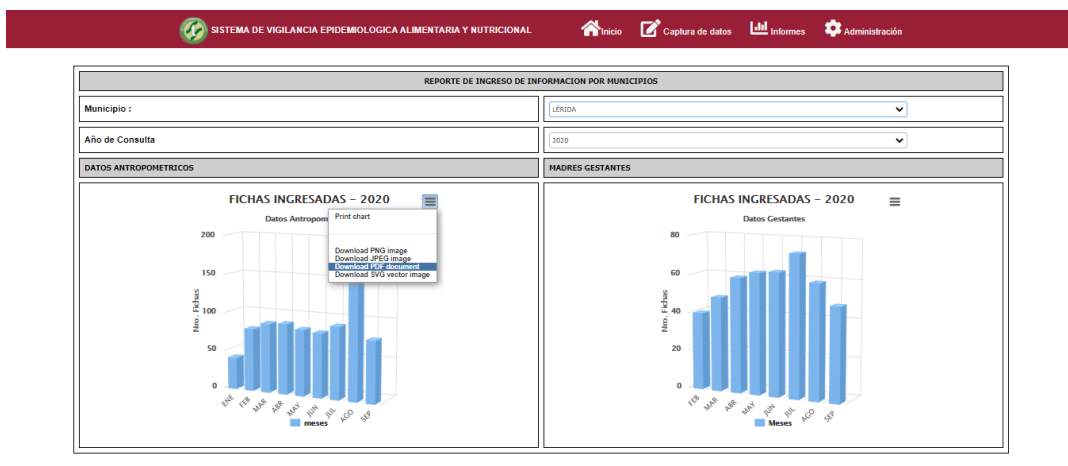 SISTEMA DE VIGILANCIA EPIDEMIOLOGICA ALIMENTARIA Y NUTRICIONAL Inicio Captura de datos Informes Administración
REPORTE DE INGRESO DE INFORMACION POR MUNICIPIOS
Municipio : LÉRIDA
Año de Consulta 2020
DATOS ANTROPOMETRICOS MADRES GESTANTES
FICHAS INGRESADAS - 2020
Datos Antropom
Print chart
Download PNG image
Download JPEG image
Download PDF document
Download SVG vector image
Nro. Fichas
200
150
100
50
0
ENE FEB MAR ABR MAY JUN JUL AGO SEP
meses
FICHAS INGRESADAS - 2020
Datos Gestantes
Nro. Fichas
80
60
40
20
0
FEB MAR ABR MAY JUN JUL AGO SEP
Meses